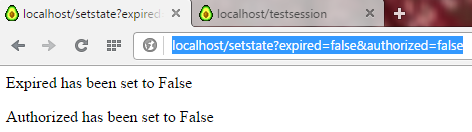 localhost/setstate?expired
localhost/testsession
localhost/setstate?expired=false&authorized=false
Expired has been set to False
Authorized has been set to False